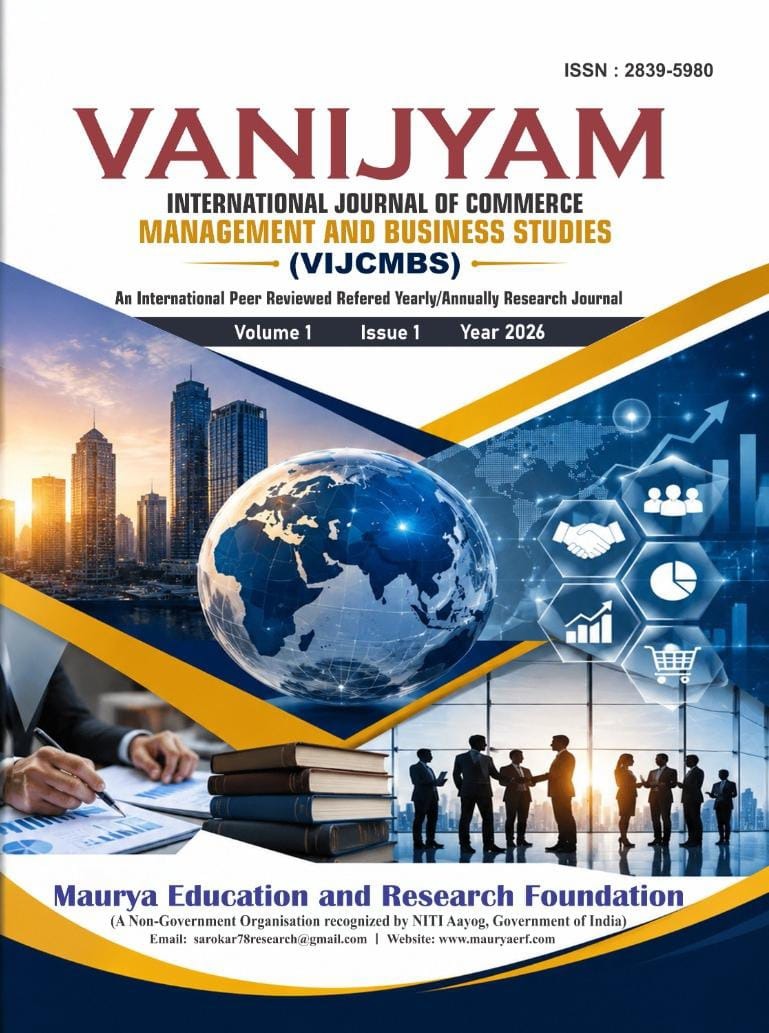 ISSN : 2839-5980
VANIJYAM
INTERNATIONAL JOURNAL OF COMMERCE
MANAGEMENT AND BUSINESS STUDIES
(VIJCMBS)
An International Peer Reviewed Refered Yearly/Annually Research Journal
Volume 1 Issue 1 Year 2026
Maurya Education and Research Foundation
(A Non-Government Organisation recognized by NITI Aayog, Government of India)
Email: sarokar78research@gmail.com | Website: www.mauryaerf.com